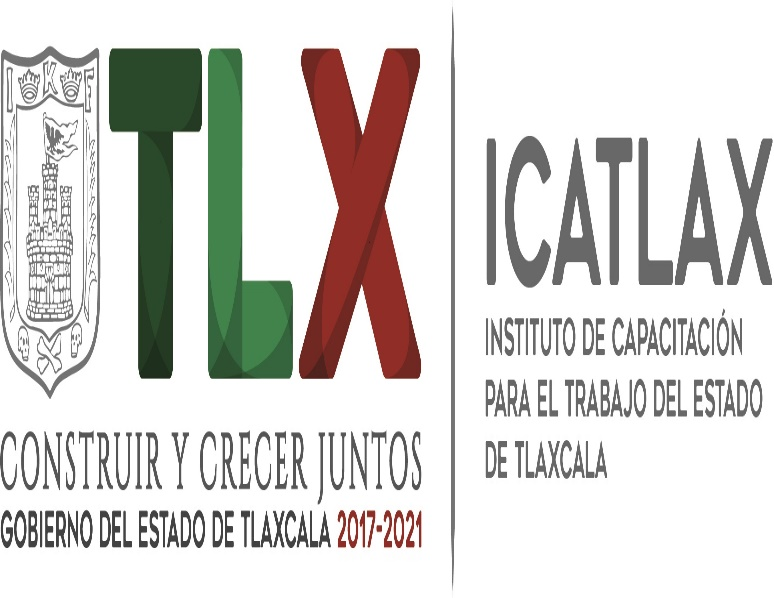 I K F
TLX
CONSTRUIR Y CRECER JUNTOS
GOBIERNO DEL ESTADO DE TLAXCALA 2017-2021
ICATLAX
INSTITUTO DE CAPACITACIÓN
PARA EL TRABAJO DEL ESTADO
DE TLAXCALA